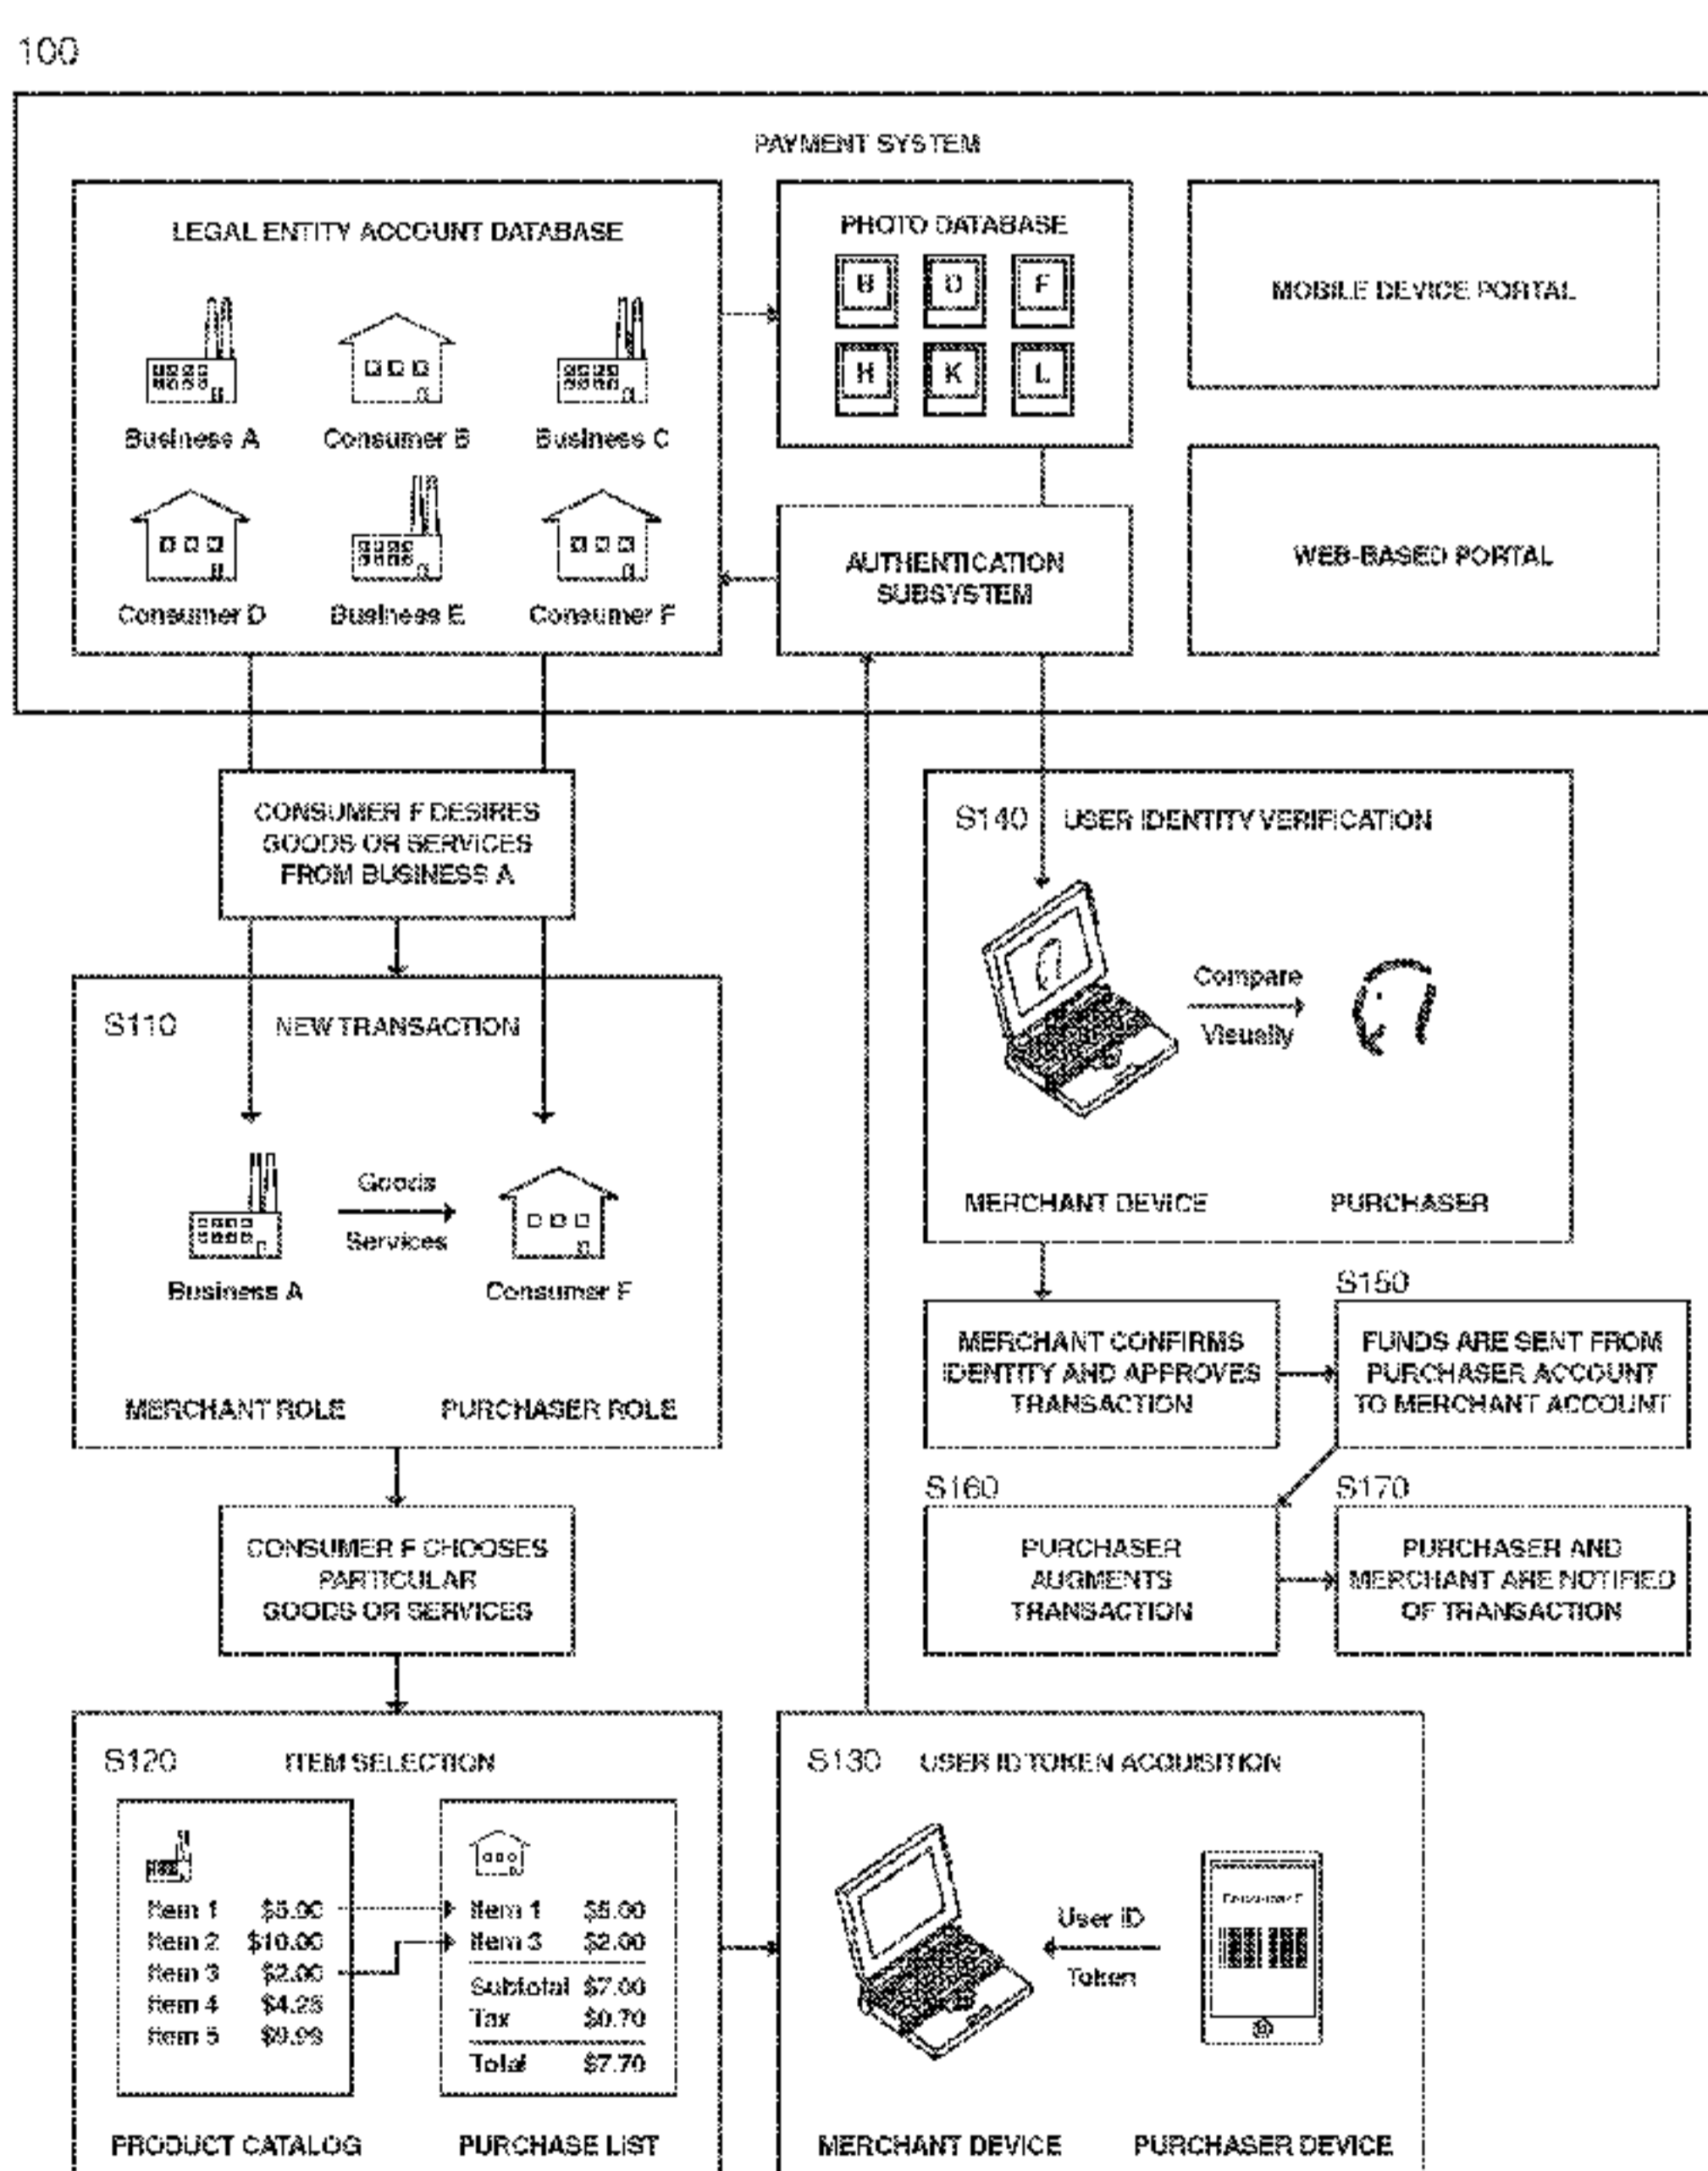 100
PAYMENT SYSTEM
LEGAL ENTITY ACCOUNT DATABASE
Business A
Consumer B
Business C
Consumer D
Business E
Consumer F
PHOTO DATABASE
B D F
H K L
AUTHENTICATION
SUBSYSTEM
MOBILE DEVICE PORTAL
WEB-BASED PORTAL
CONSUMER F DESIRES
GOODS OR SERVICES
FROM BUSINESS A
S110 NEW TRANSACTION
Goods
Services
Business A
Consumer F
MERCHANT ROLE
PURCHASER ROLE
CONSUMER F CHOOSES
PARTICULAR
GOODS OR SERVICES
S120 ITEM SELECTION
Item 1 $5.00
Item 2 $10.00
Item 3 $2.00
Item 4 $4.25
Item 5 $9.99
PRODUCT CATALOG
Item 1 $5.00
Item 3 $2.00
Subtotal $7.00
Tax $0.70
Total $7.70
PURCHASE LIST
S130 USER ID TOKEN ACQUISITION
User ID
Token
MERCHANT DEVICE
PURCHASER DEVICE
S140 USER IDENTITY VERIFICATION
Compare
Visually
MERCHANT DEVICE
PURCHASER
MERCHANT CONFIRMS
IDENTITY AND APPROVES
TRANSACTION
S150
FUNDS ARE SENT FROM
PURCHASER ACCOUNT
TO MERCHANT ACCOUNT
S160
PURCHASER
AUGMENTS
TRANSACTION
S170
PURCHASER AND
MERCHANT ARE NOTIFIED
OF TRANSACTION